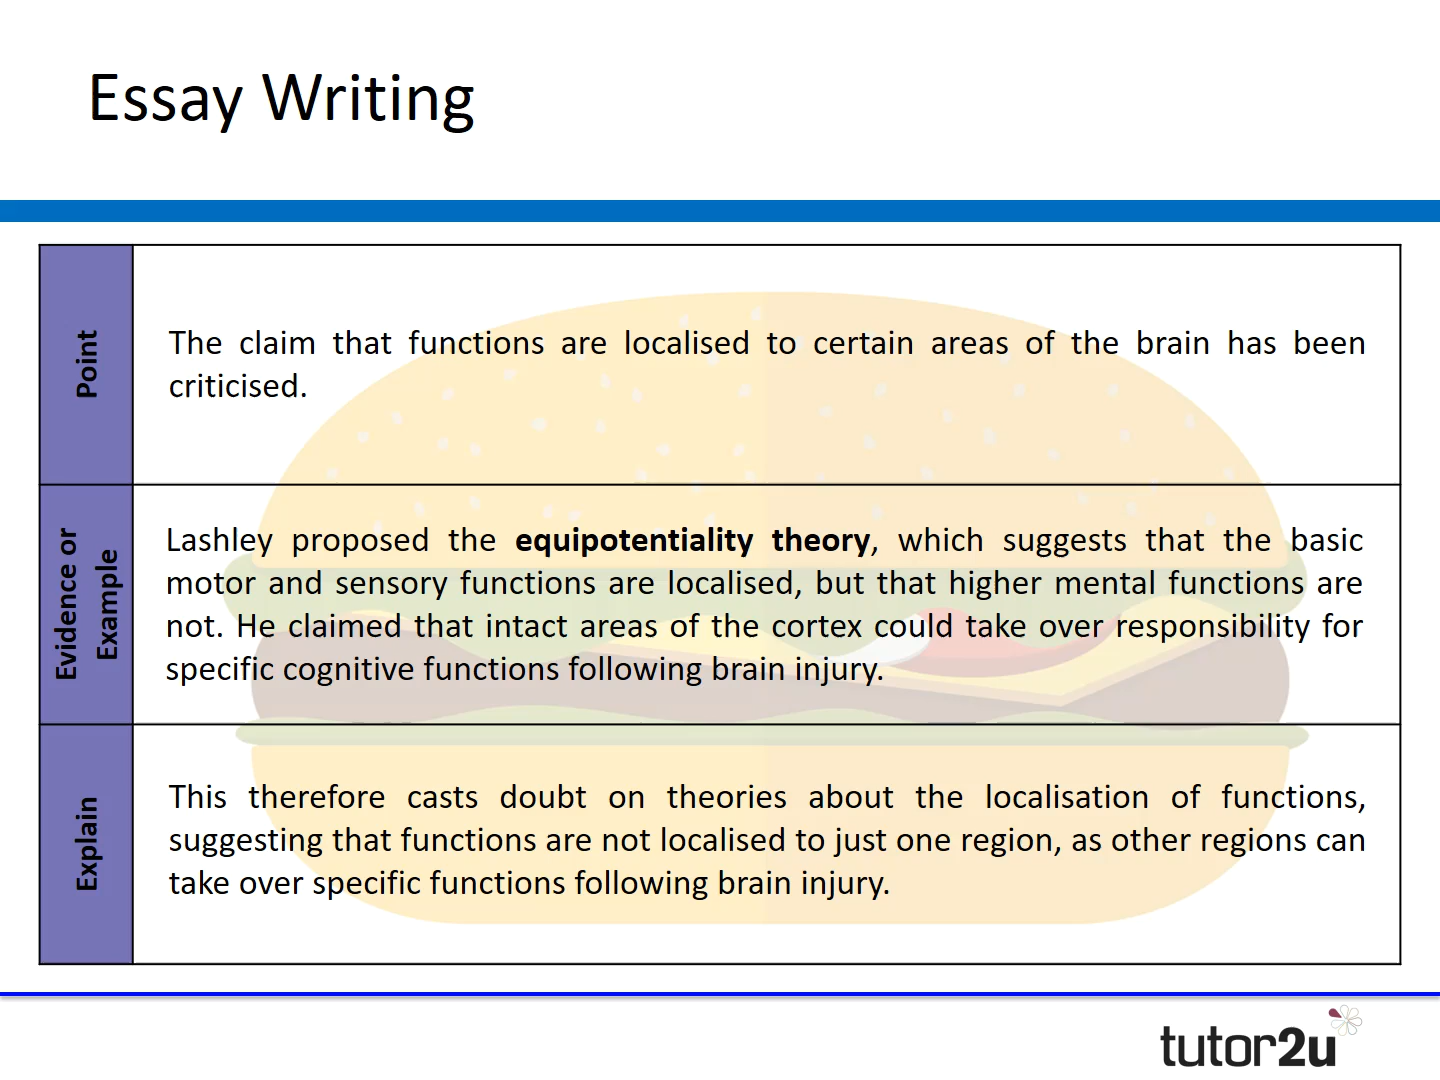 Essay Writing
Point
The claim that functions are localised to certain areas of the brain has been
criticised.
Evidence or
Example
Lashley proposed the equipotentiality theory, which suggests that the basic
motor and sensory functions are localised, but that higher mental functions are
not. He claimed that intact areas of the cortex could take over responsibility for
specific cognitive functions following brain injury.
Explain
This therefore casts doubt on theories about the localisation of functions,
suggesting that functions are not localised to just one region, as other regions can
take over specific functions following brain injury.
tutor2u